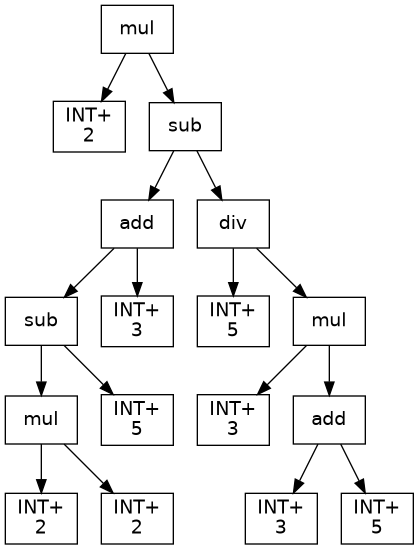 mul
INT+
2
sub
add
div
sub
INT+
3
INT+
5
mul
mul
INT+
5
INT+
3
add
INT+
2
INT+
2
INT+
3
INT+
5